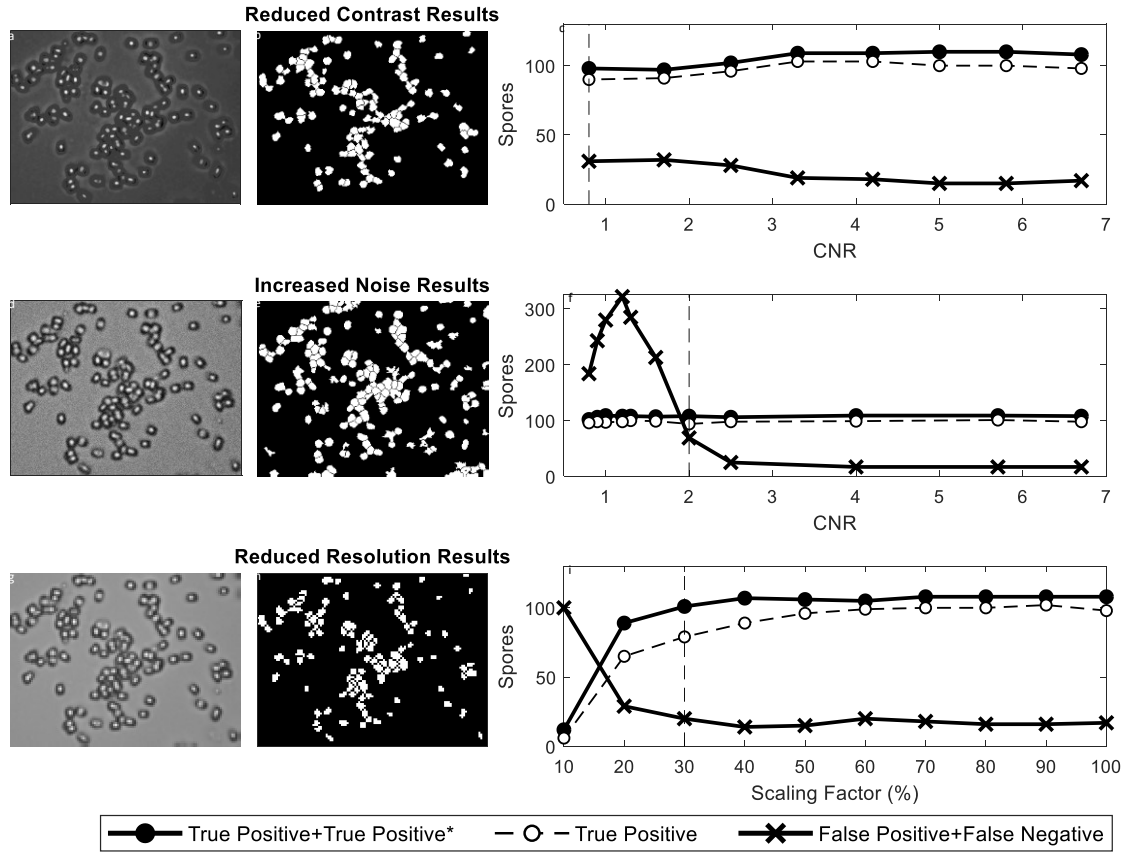 Reduced Contrast Results
a
Spores
100
50
0
1 2 3 4 5 6 7
CNR
Increased Noise Results
e
f
Spores
300
200
100
0
1 2 3 4 5 6 7
CNR
Reduced Resolution Results
g
Spores
100
50
0
10 20 30 40 50 60 70 80 90 100
Scaling Factor (%)
True Positive+True Positive* True Positive False Positive+False Negative